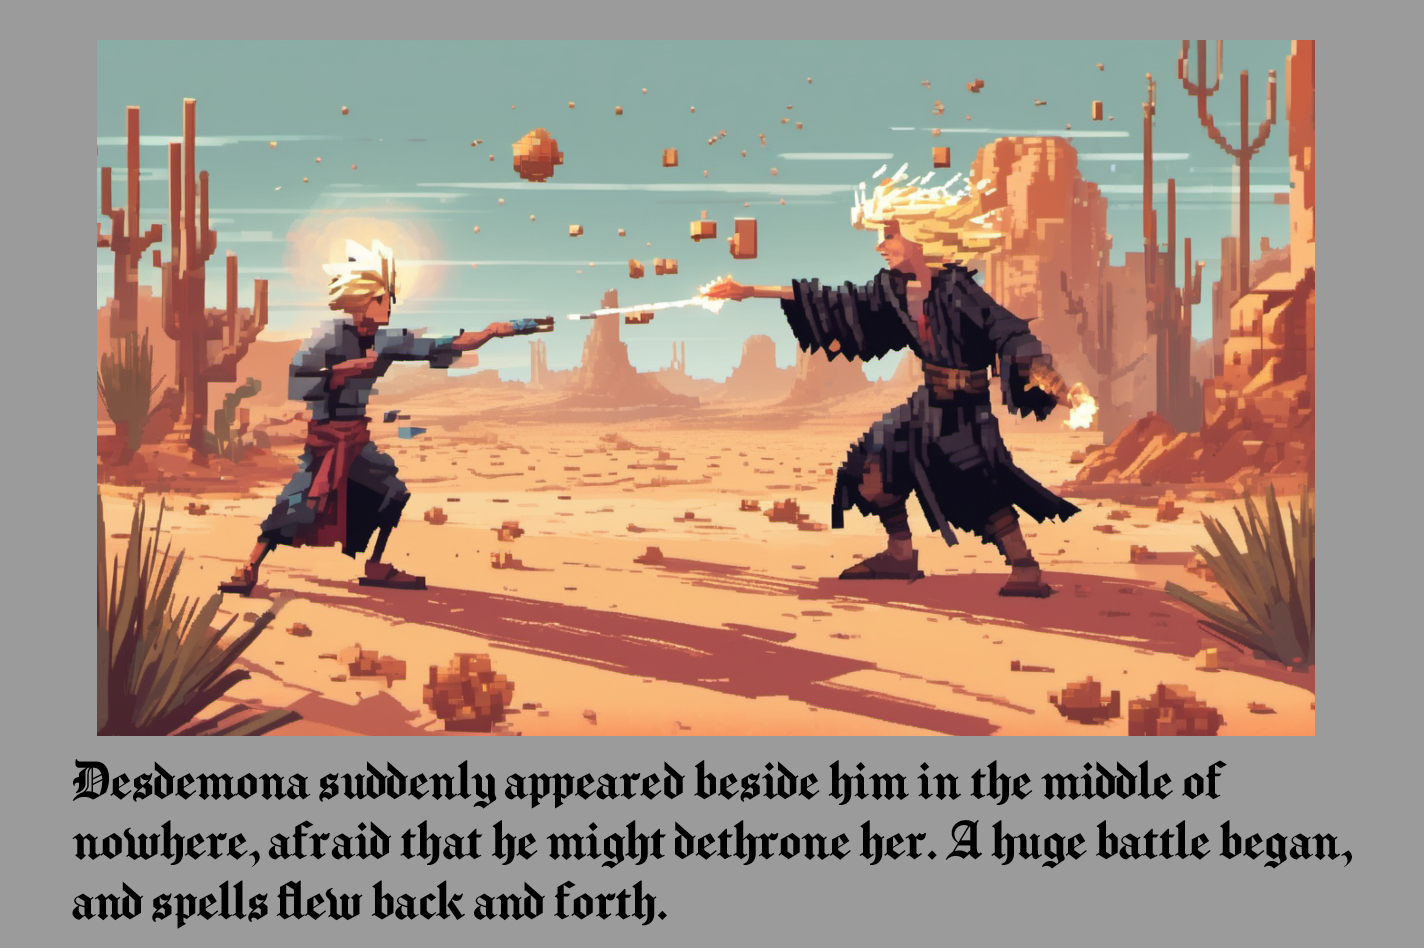 Desdemona suddenly appeared beside him in the middle of
nowhere, afraid that he might dethrone her. A huge battle began,
and spells flew back and forth.